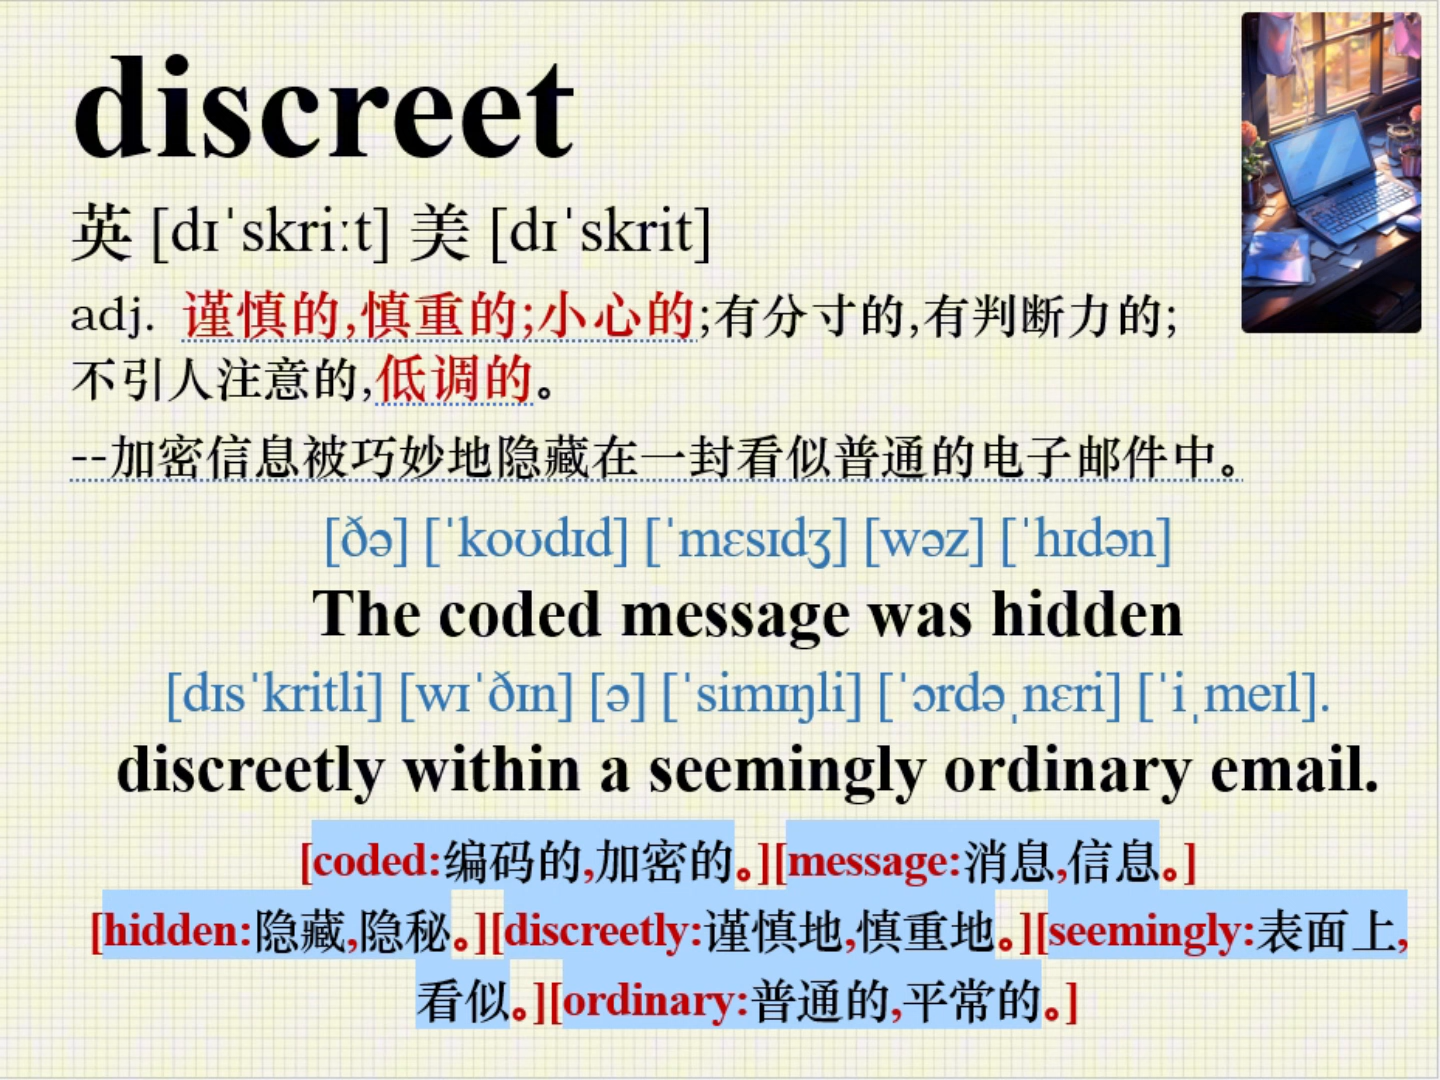 discreet
英 [dɪˈskriːt] 美 [dɪˈskrit]
adj. 谨慎的,慎重的;小心的;有分寸的,有判断力的;
不引人注意的,低调的。
--加密信息被巧妙地隐藏在一封看似普通的电子邮件中。
[ðə] [ˈkoʊdɪd] [ˈmɛsɪdʒ] [wəz] [ˈhɪdən]
The coded message was hidden
[dɪsˈkritli] [wɪˈðɪn] [ə] [ˈsimɪŋli] [ˈɔrdəˌnɛri] [ˈiˌmeɪl].
discreetly within a seemingly ordinary email.
[coded:编码的,加密的。][message:消息,信息。]
[hidden:隐藏,隐秘。][discreetly:谨慎地,慎重地。][seemingly:表面上,
看似。][ordinary:普通的,平常的。]